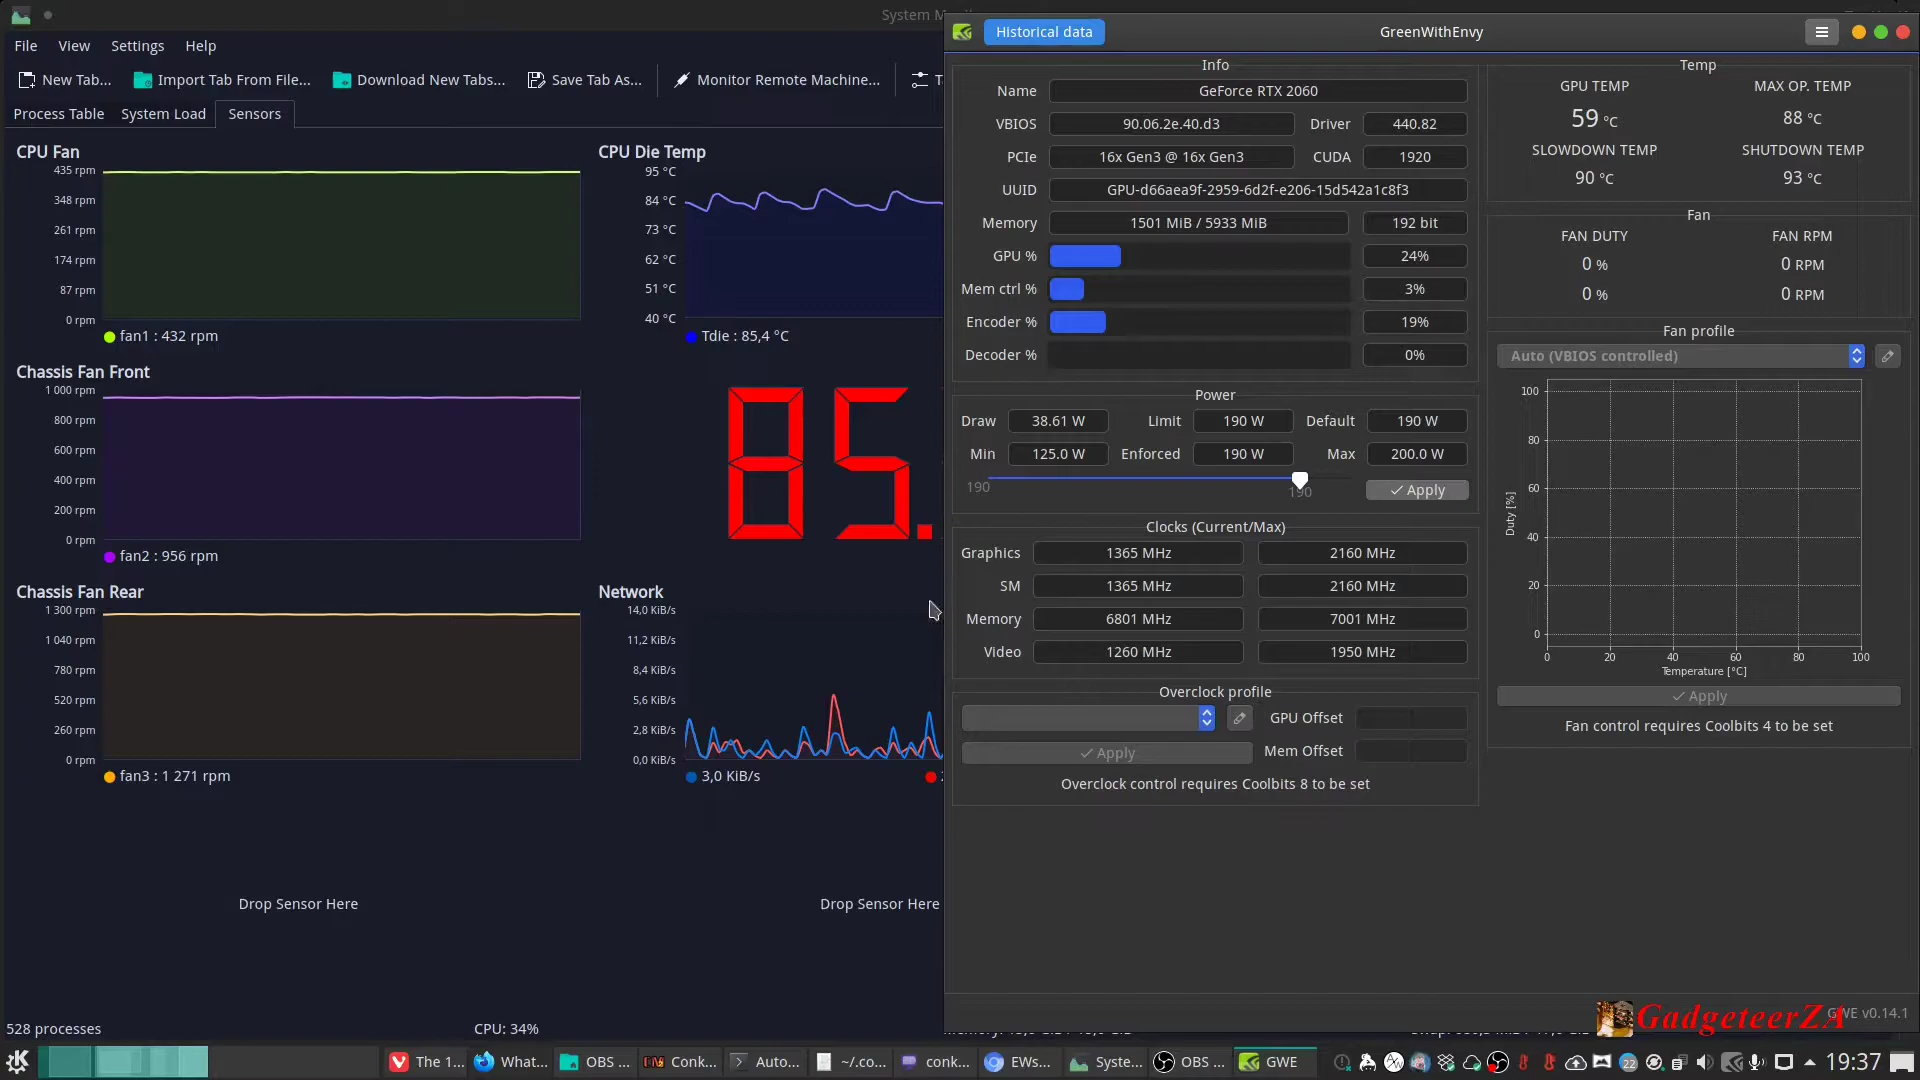 File View Settings Help
New Tab... Import Tab From File... Download New Tabs... Save Tab As... Monitor Remote Machine...
Process Table System Load Sensors
CPU Fan
435 rpm
348 rpm
261 rpm
174 rpm
87 rpm
0 rpm
fan1 : 432 rpm
Chassis Fan Front
1 000 rpm
800 rpm
600 rpm
400 rpm
200 rpm
0 rpm
fan2 : 956 rpm
Chassis Fan Rear
1 300 rpm
1 040 rpm
780 rpm
520 rpm
260 rpm
0 rpm
fan3 : 1 271 rpm
Drop Sensor Here
CPU Die Temp
95 °C
84 °C
73 °C
62 °C
51 °C
40 °C
Tdie : 85,4 °C
85.
Network
14,0 KiB/s
11,2 KiB/s
8,4 KiB/s
5,6 KiB/s
2,8 KiB/s
0,0 KiB/s
3,0 KiB/s
Drop Sensor Here
528 processes CPU: 34%
Historical data GreenWithEnvy
Info
Name GeForce RTX 2060
VBIOS 90.06.2e.40.d3 Driver 440.82
PCIe 16x Gen3 @ 16x Gen3 CUDA 1920
UUID GPU-d66aea9f-2959-6d2f-e206-15d542a1c8f3
Memory 1501 MiB / 5933 MiB 192 bit
GPU % 24%
Mem ctrl % 3%
Encoder % 19%
Decoder % 0%
Power
Draw 38.61 W Limit 190 W Default 190 W
Min 125.0 W Enforced 190 W Max 200.0 W
190 190 Apply
Clocks (Current/Max)
Graphics 1365 MHz 2160 MHz
SM 1365 MHz 2160 MHz
Memory 6801 MHz 7001 MHz
Video 1260 MHz 1950 MHz
Overclock profile
GPU Offset
Apply Mem Offset
Overclock control requires Coolbits 8 to be set
Temp
GPU TEMP MAX OP. TEMP
59 °C 88 °C
SLOWDOWN TEMP SHUTDOWN TEMP
90 °C 93 °C
Fan
FAN DUTY FAN RPM
0 % 0 RPM
0 % 0 RPM
Fan profile
Auto (VBIOS controlled)
100
80
60
40
20
0
Duty [%]
0 20 40 60 80 100
Temperature [°C]
Apply
Fan control requires Coolbits 4 to be set
GadgeteerZA
GWE v0.14.1
The 1... What... OBS ... Conk... Auto... ~/.co... conk... EWs... Syste... OBS ... GWE 22 19:37